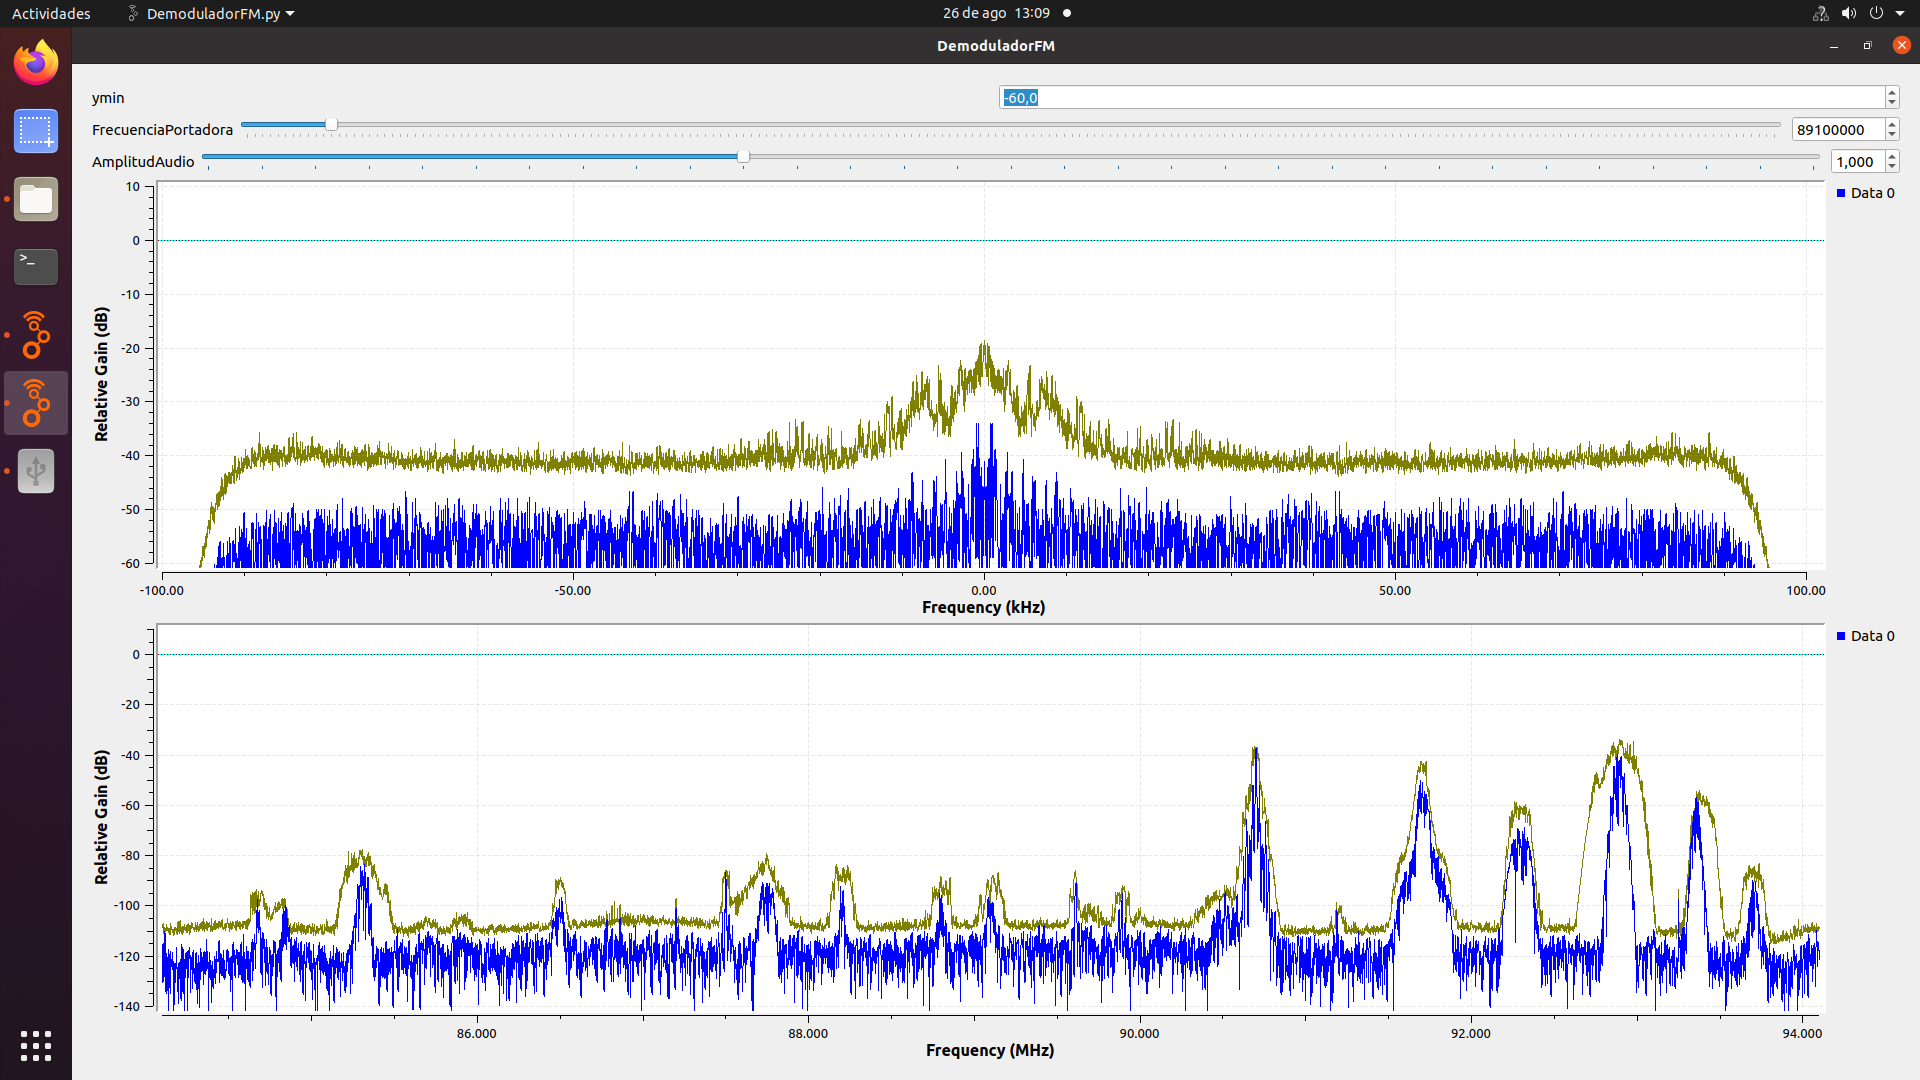 Actividades DemoduladorFM.py 26 de ago 13:09
DemoduladorFM
ymin -60,0
FrecuenciaPortadora 89100000
AmplitudAudio 1,000
10
0
-10
-20
-30
-40
-50
-60
Relative Gain (dB)
Data 0
-100.00 -50.00 0.00 50.00 100.00
Frequency (kHz)
0
-20
-40
-60
-80
-100
-120
-140
Relative Gain (dB)
Data 0
86.000 88.000 90.000 92.000 94.000
Frequency (MHz)